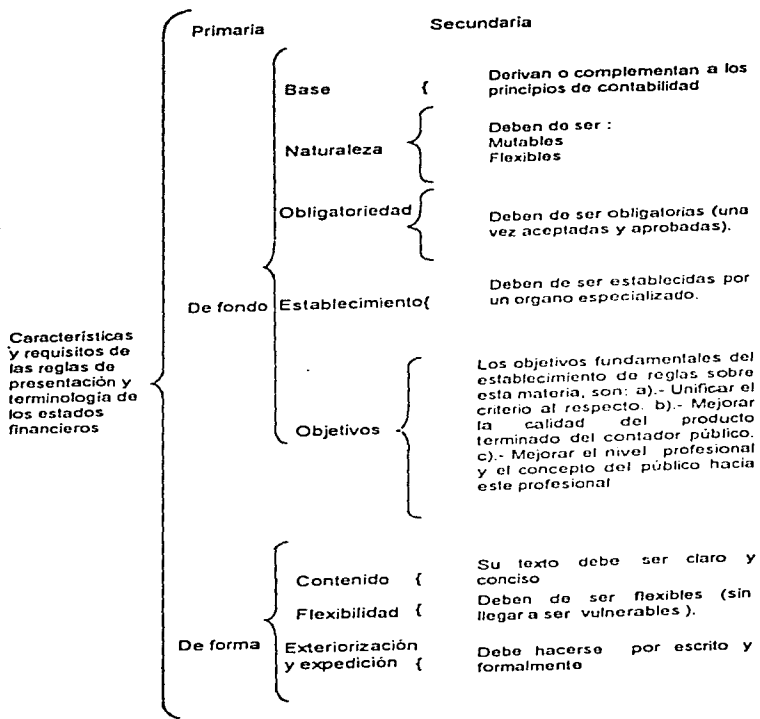 Primaria
Secundaria
Base {
Derivan o complementan a los
principios de contabilidad
Naturaleza
Deben de ser :
Mutables
Flexibles
Obligatoriedad
Deben de ser obligatorias (una
vez aceptadas y aprobadas).
De fondo
Establecimiento{
Deben de ser establecidas por
un organo especializado.
Características
y requisitos de
las reglas de
presentación y
terminología de
los estados
financieros
Objetivos
Los objetivos fundamentales del
establecimiento de reglas sobre
esta materia, son: a).- Unificar el
criterio al respecto. b).- Mejorar
la calidad del producto
terminado del contador público.
c).- Mejorar el nivel profesional
y el concepto del público hacia
este profesional
De forma
Contenido {
Su texto debe ser claro y
conciso
Flexibilidad {
Deben de ser flexibles (sin
llegar a ser vulnerables ).
Exteriorización
y expedición {
Debe hacerse por escrito y
formalmente